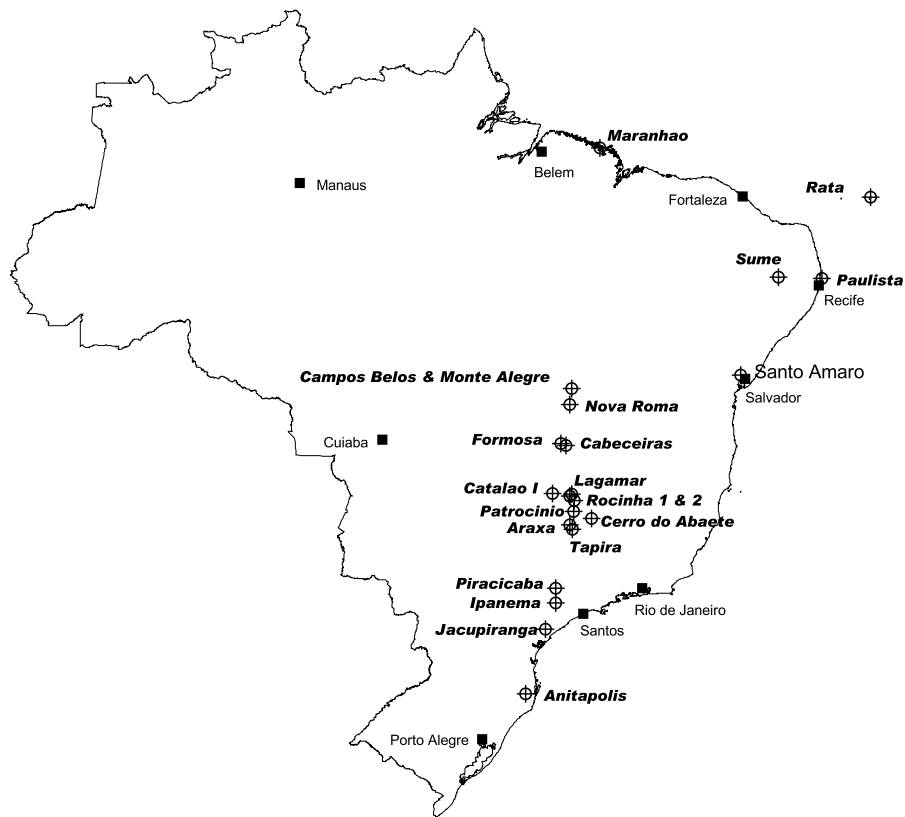 Maranhao
Belem
Manaus
Rata
Fortaleza
Sume
Paulista
Recife
Campos Belos & Monte Alegre
Santo Amaro
Salvador
Nova Roma
Formosa
Cabeceiras
Cuiaba
Lagamar
Catalao I
Rocinha 1 & 2
Patrocinio
Cerro do Abaete
Araxa
Tapira
Piracicaba
Ipanema
Rio de Janeiro
Santos
Jacupiranga
Anitapolis
Porto Alegre